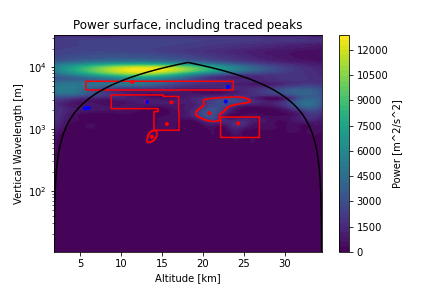 Power surface, including traced peaks
Vertical Wavelength [m]
10^4
10^3
10^2
5 10 15 20 25 30
Altitude [km]
12000
10500
9000
7500
6000
4500
3000
1500
0
Power [m^2/s^2]